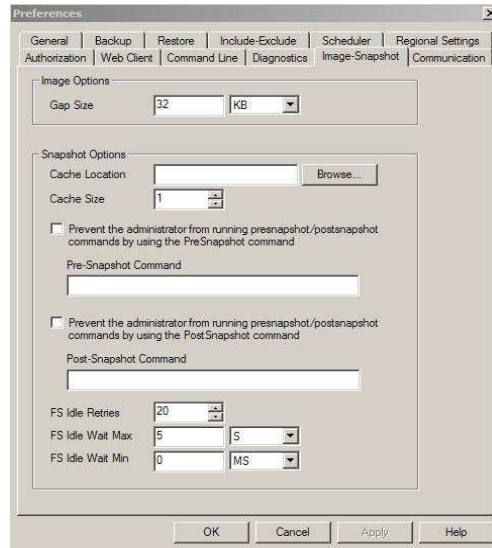 Preferences
General Backup Restore Include-Exclude Scheduler Regional Settings
Authorization Web Client Command Line Diagnostics Image-Snapshot Communication
Image Options
Gap Size 32 KB
Snapshot Options
Cache Location Browse...
Cache Size 1
Prevent the administrator from running presnapshot/postsnapshot
commands by using the PreSnapshot command
Pre-Snapshot Command
Prevent the administrator from running presnapshot/postsnapshot
commands by using the PostSnapshot command
Post-Snapshot Command
FS Idle Retries 20
FS Idle Wait Max 5 S
FS Idle Wait Min 0 MS
OK Cancel Apply Help